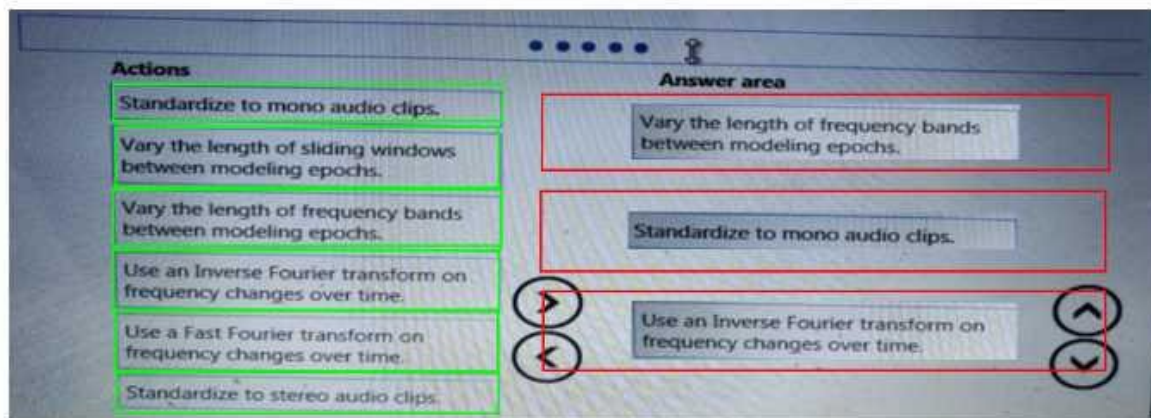 Actions
Standardize to mono audio clips.
Vary the length of sliding windows
between modeling epochs.
Vary the length of frequency bands
between modeling epochs.
Use an Inverse Fourier transform on
frequency changes over time.
Use a Fast Fourier transform on
frequency changes over time.
Standardize to stereo audio clips.
Answer area
Vary the length of frequency bands
between modeling epochs.
Standardize to mono audio clips.
Use an Inverse Fourier transform on
frequency changes over time.